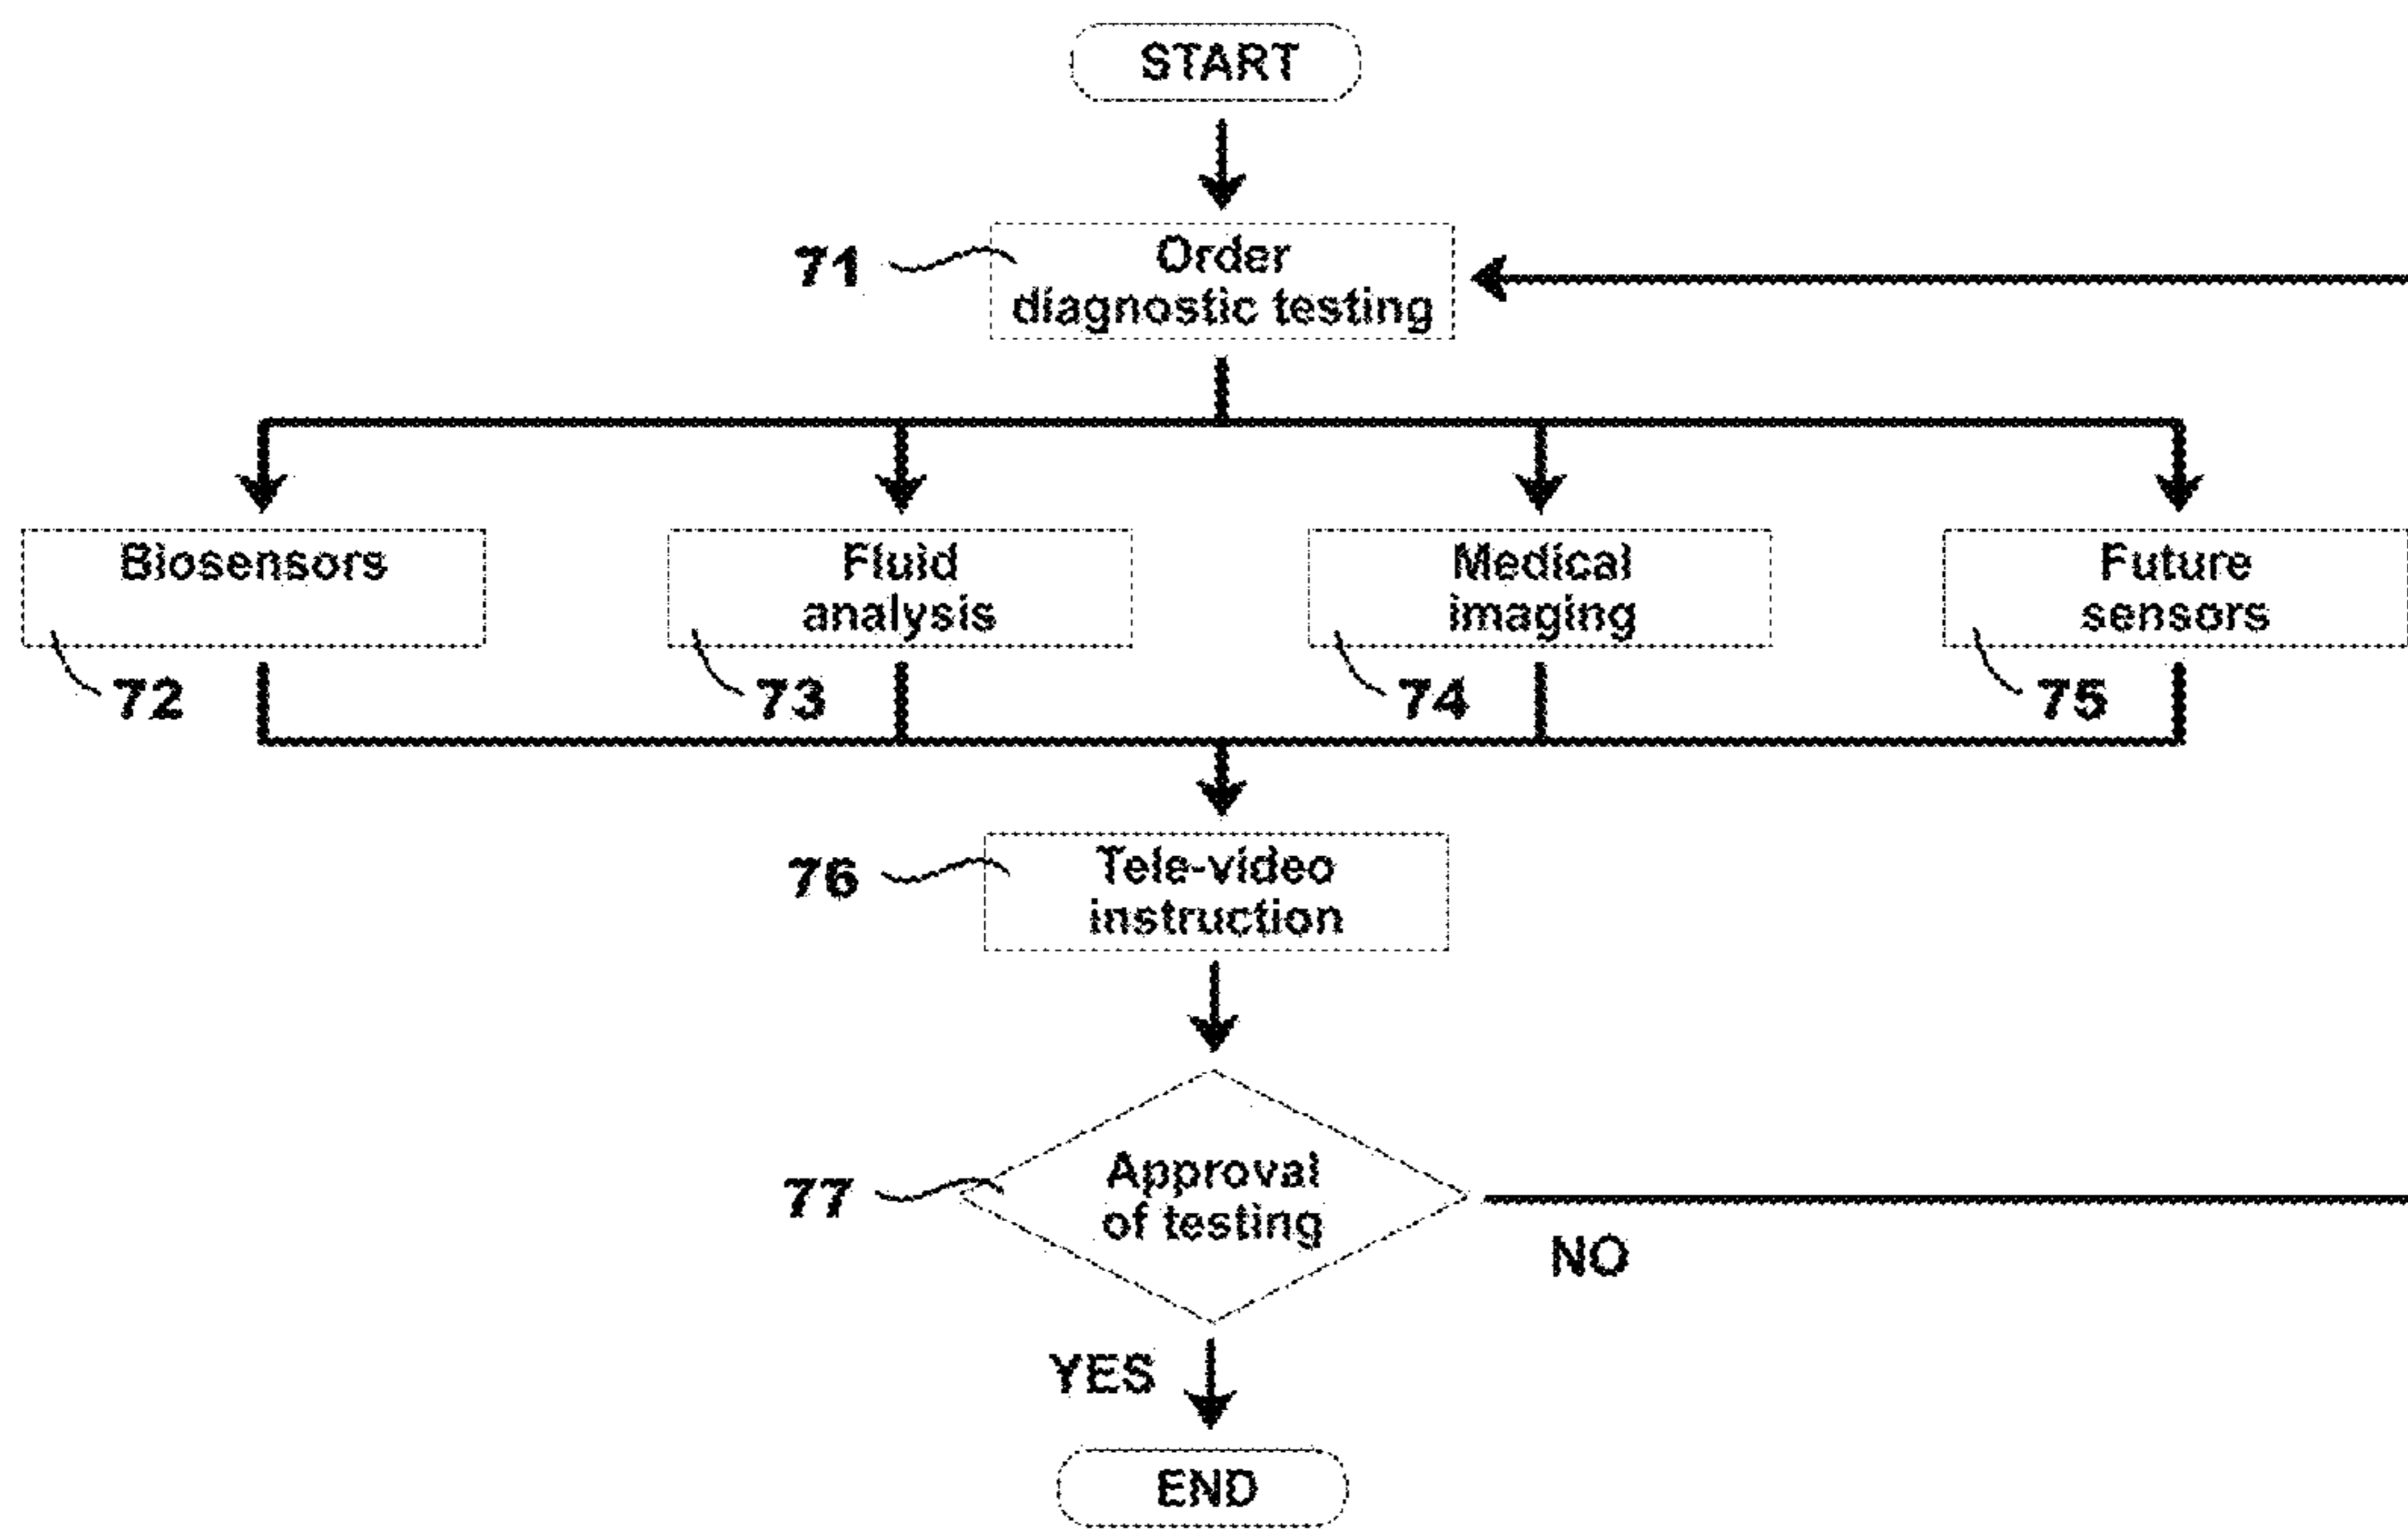 START
71
Order
diagnostic testing
Biosensors
Fluid
analysis
Medical
imaging
Future
sensors
72
73
74
75
76
Tele-video
instruction
77
Approval
of testing
NO
YES
END